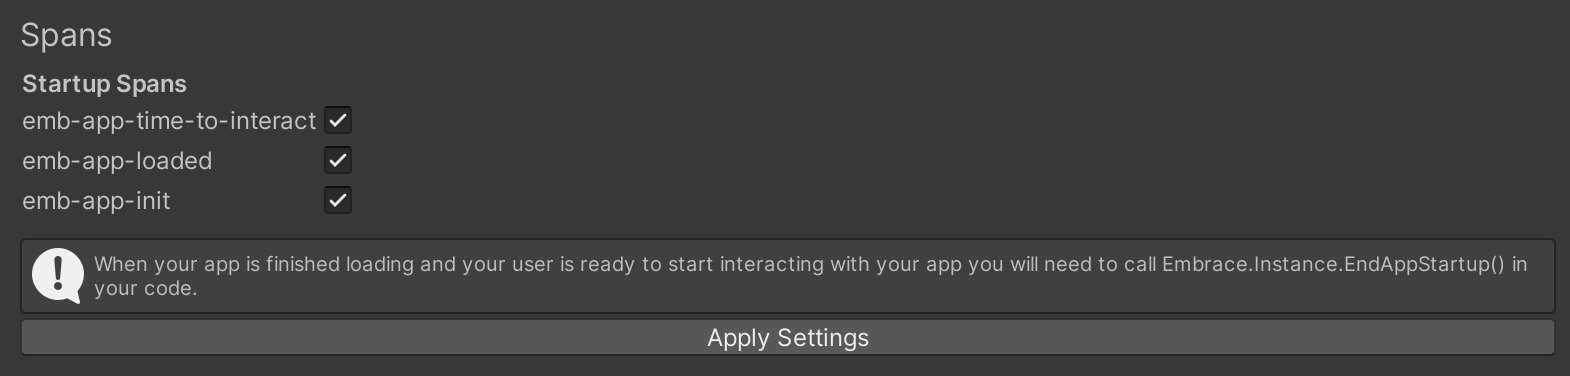 Spans
Startup Spans
emb-app-time-to-interact
emb-app-loaded
emb-app-init
When your app is finished loading and your user is ready to start interacting with your app you will need to call Embrace.Instance.EndAppStartup() in
your code.
Apply Settings